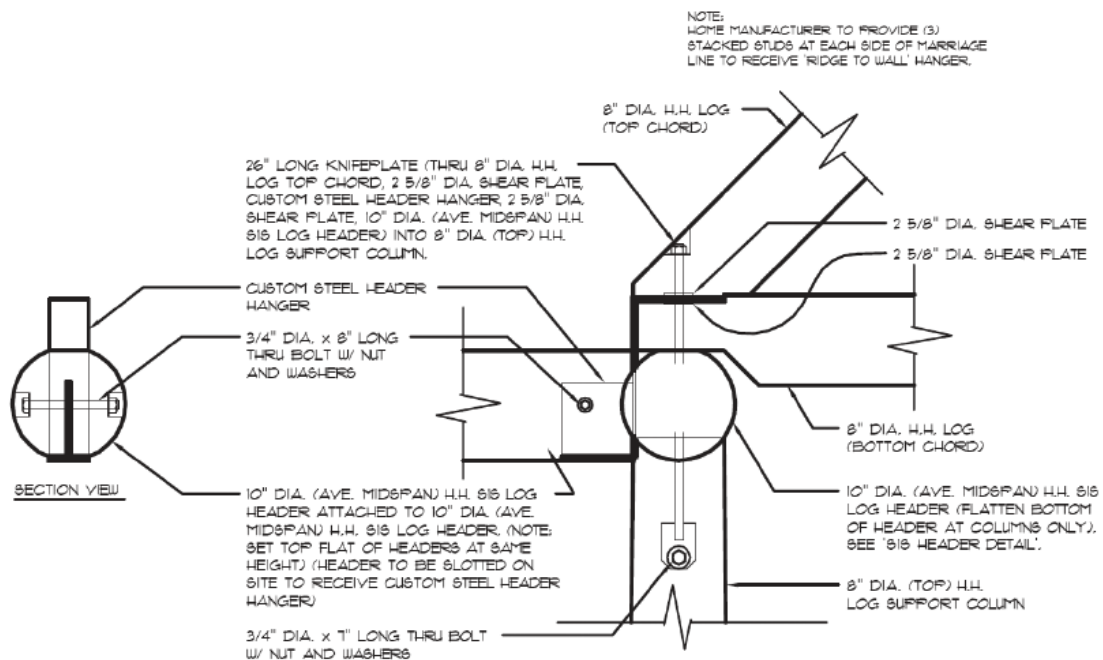 NOTE:
HOME MANUFACTURER TO PROVIDE (3)
STACKED STUDS AT EACH SIDE OF MARRIAGE
LINE TO RECEIVE 'RIDGE TO WALL' HANGER.
8" DIA. H.H. LOG
(TOP CHORD)
26" LONG KNIFEPLATE (THRU 8" DIA. H.H.
LOG TOP CHORD, 2 5/8" DIA. SHEAR PLATE,
CUSTOM STEEL HEADER HANGER, 2 5/8" DIA.
SHEAR PLATE, 10" DIA. (AVE. MIDSPAN) H.H.
SIS LOG HEADER) INTO 8" DIA. (TOP) H.H.
LOG SUPPORT COLUMN.
2 5/8" DIA. SHEAR PLATE
2 5/8" DIA. SHEAR PLATE
CUSTOM STEEL HEADER
HANGER
3/4" DIA. x 8" LONG
THRU BOLT W/ NUT
AND WASHERS
8" DIA. H.H. LOG
(BOTTOM CHORD)
SECTION VIEW
10" DIA. (AVE. MIDSPAN) H.H. SIS LOG
HEADER ATTACHED TO 10" DIA. (AVE.
MIDSPAN) H.H. SIS LOG HEADER. (NOTE:
SET TOP FLAT OF HEADERS AT SAME
HEIGHT) (HEADER TO BE SLOTTED ON
SITE TO RECEIVE CUSTOM STEEL HEADER
HANGER)
10" DIA. (AVE. MIDSPAN) H.H. SIS
LOG HEADER (FLATTEN BOTTOM
OF HEADER AT COLUMNS ONLY).
SEE 'SIS HEADER DETAIL'.
8" DIA. (TOP) H.H.
LOG SUPPORT COLUMN
3/4" DIA. x 7" LONG THRU BOLT
W/ NUT AND WASHERS